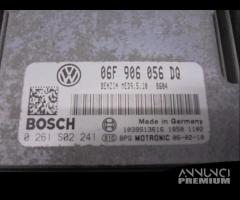 06F 906 056 DQ
BENZIN MED9.5.10 9604
BOSCH
Made in Germany
0 261 S02 241
1039S13616 1050 1102
BPG MOTRONIC 06-02-10
ANNUNCI
PREMIUM